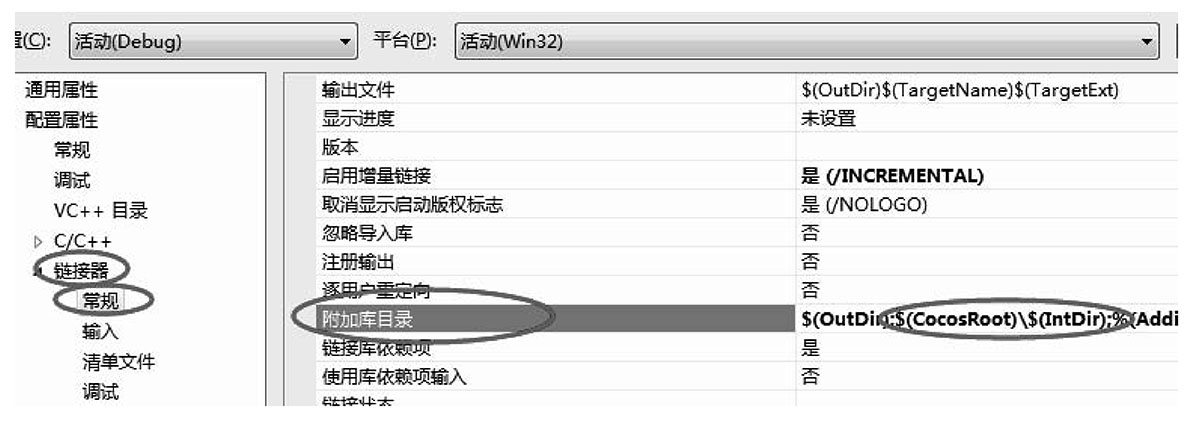 置(C): 活动(Debug) 平台(P): 活动(Win32)
通用属性
配置属性
常规
调试
VC++ 目录
C/C++
链接器
常规
输入
清单文件
调试
输出文件 $(OutDir)$(TargetName)$(TargetExt)
显示进度 未设置
版本
启用增量链接 是 (/INCREMENTAL)
取消显示启动版权标志 是 (/NOLOGO)
忽略导入库 否
注册输出 否
逐用户重定向 否
附加库目录 $(OutDir);$(CocosRoot)\$(IntDir);%(Addi
链接库依赖项 是
使用库依赖项输入 否
链接状态